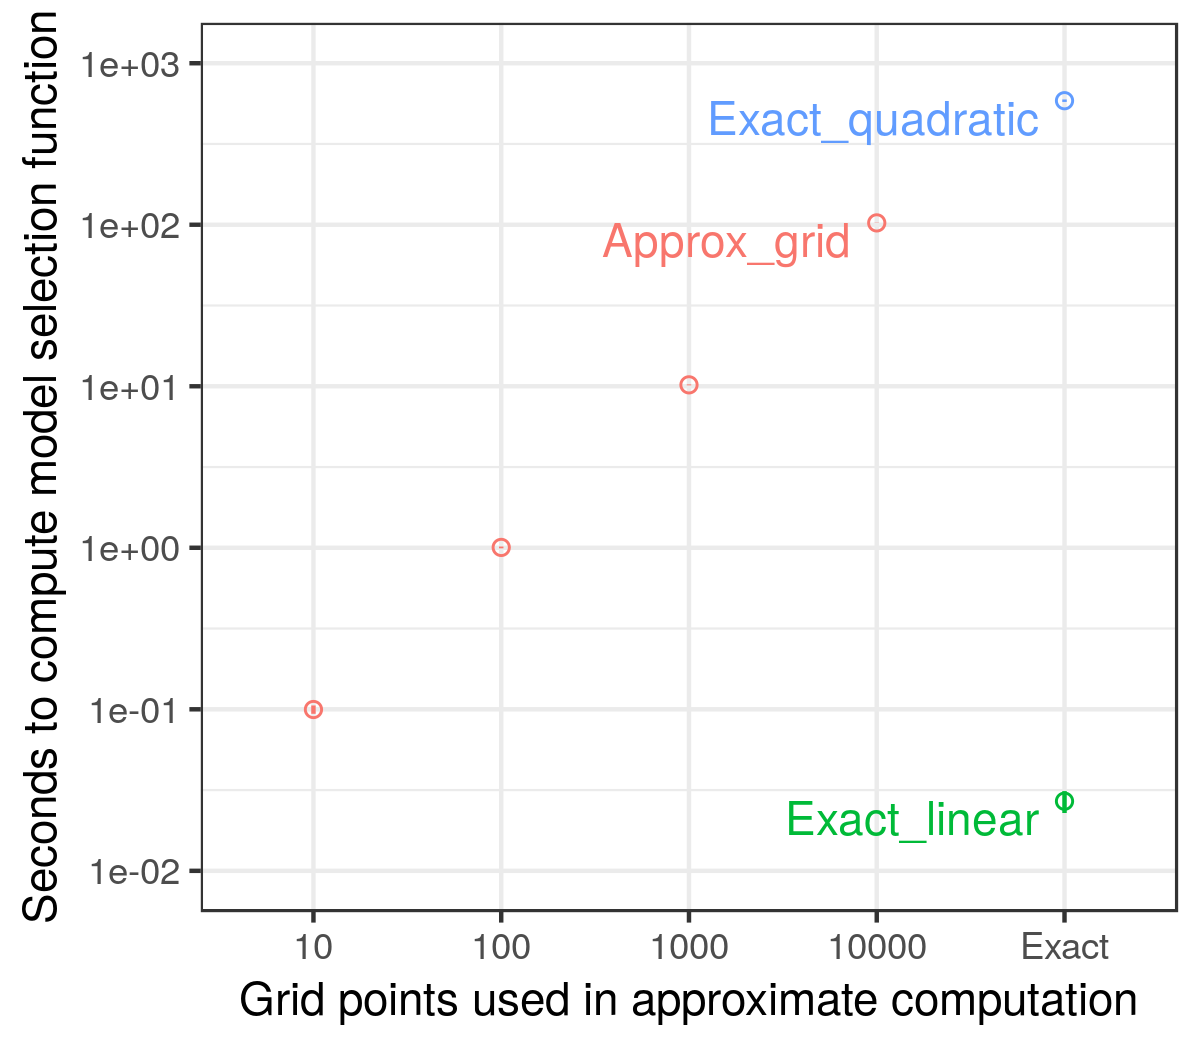 Seconds to compute model selection function
1e+03
1e+02
1e+01
1e+00
1e-01
1e-02
Exact_quadratic
Approx_grid
Exact_linear
10
100
1000
10000
Exact
Grid points used in approximate computation